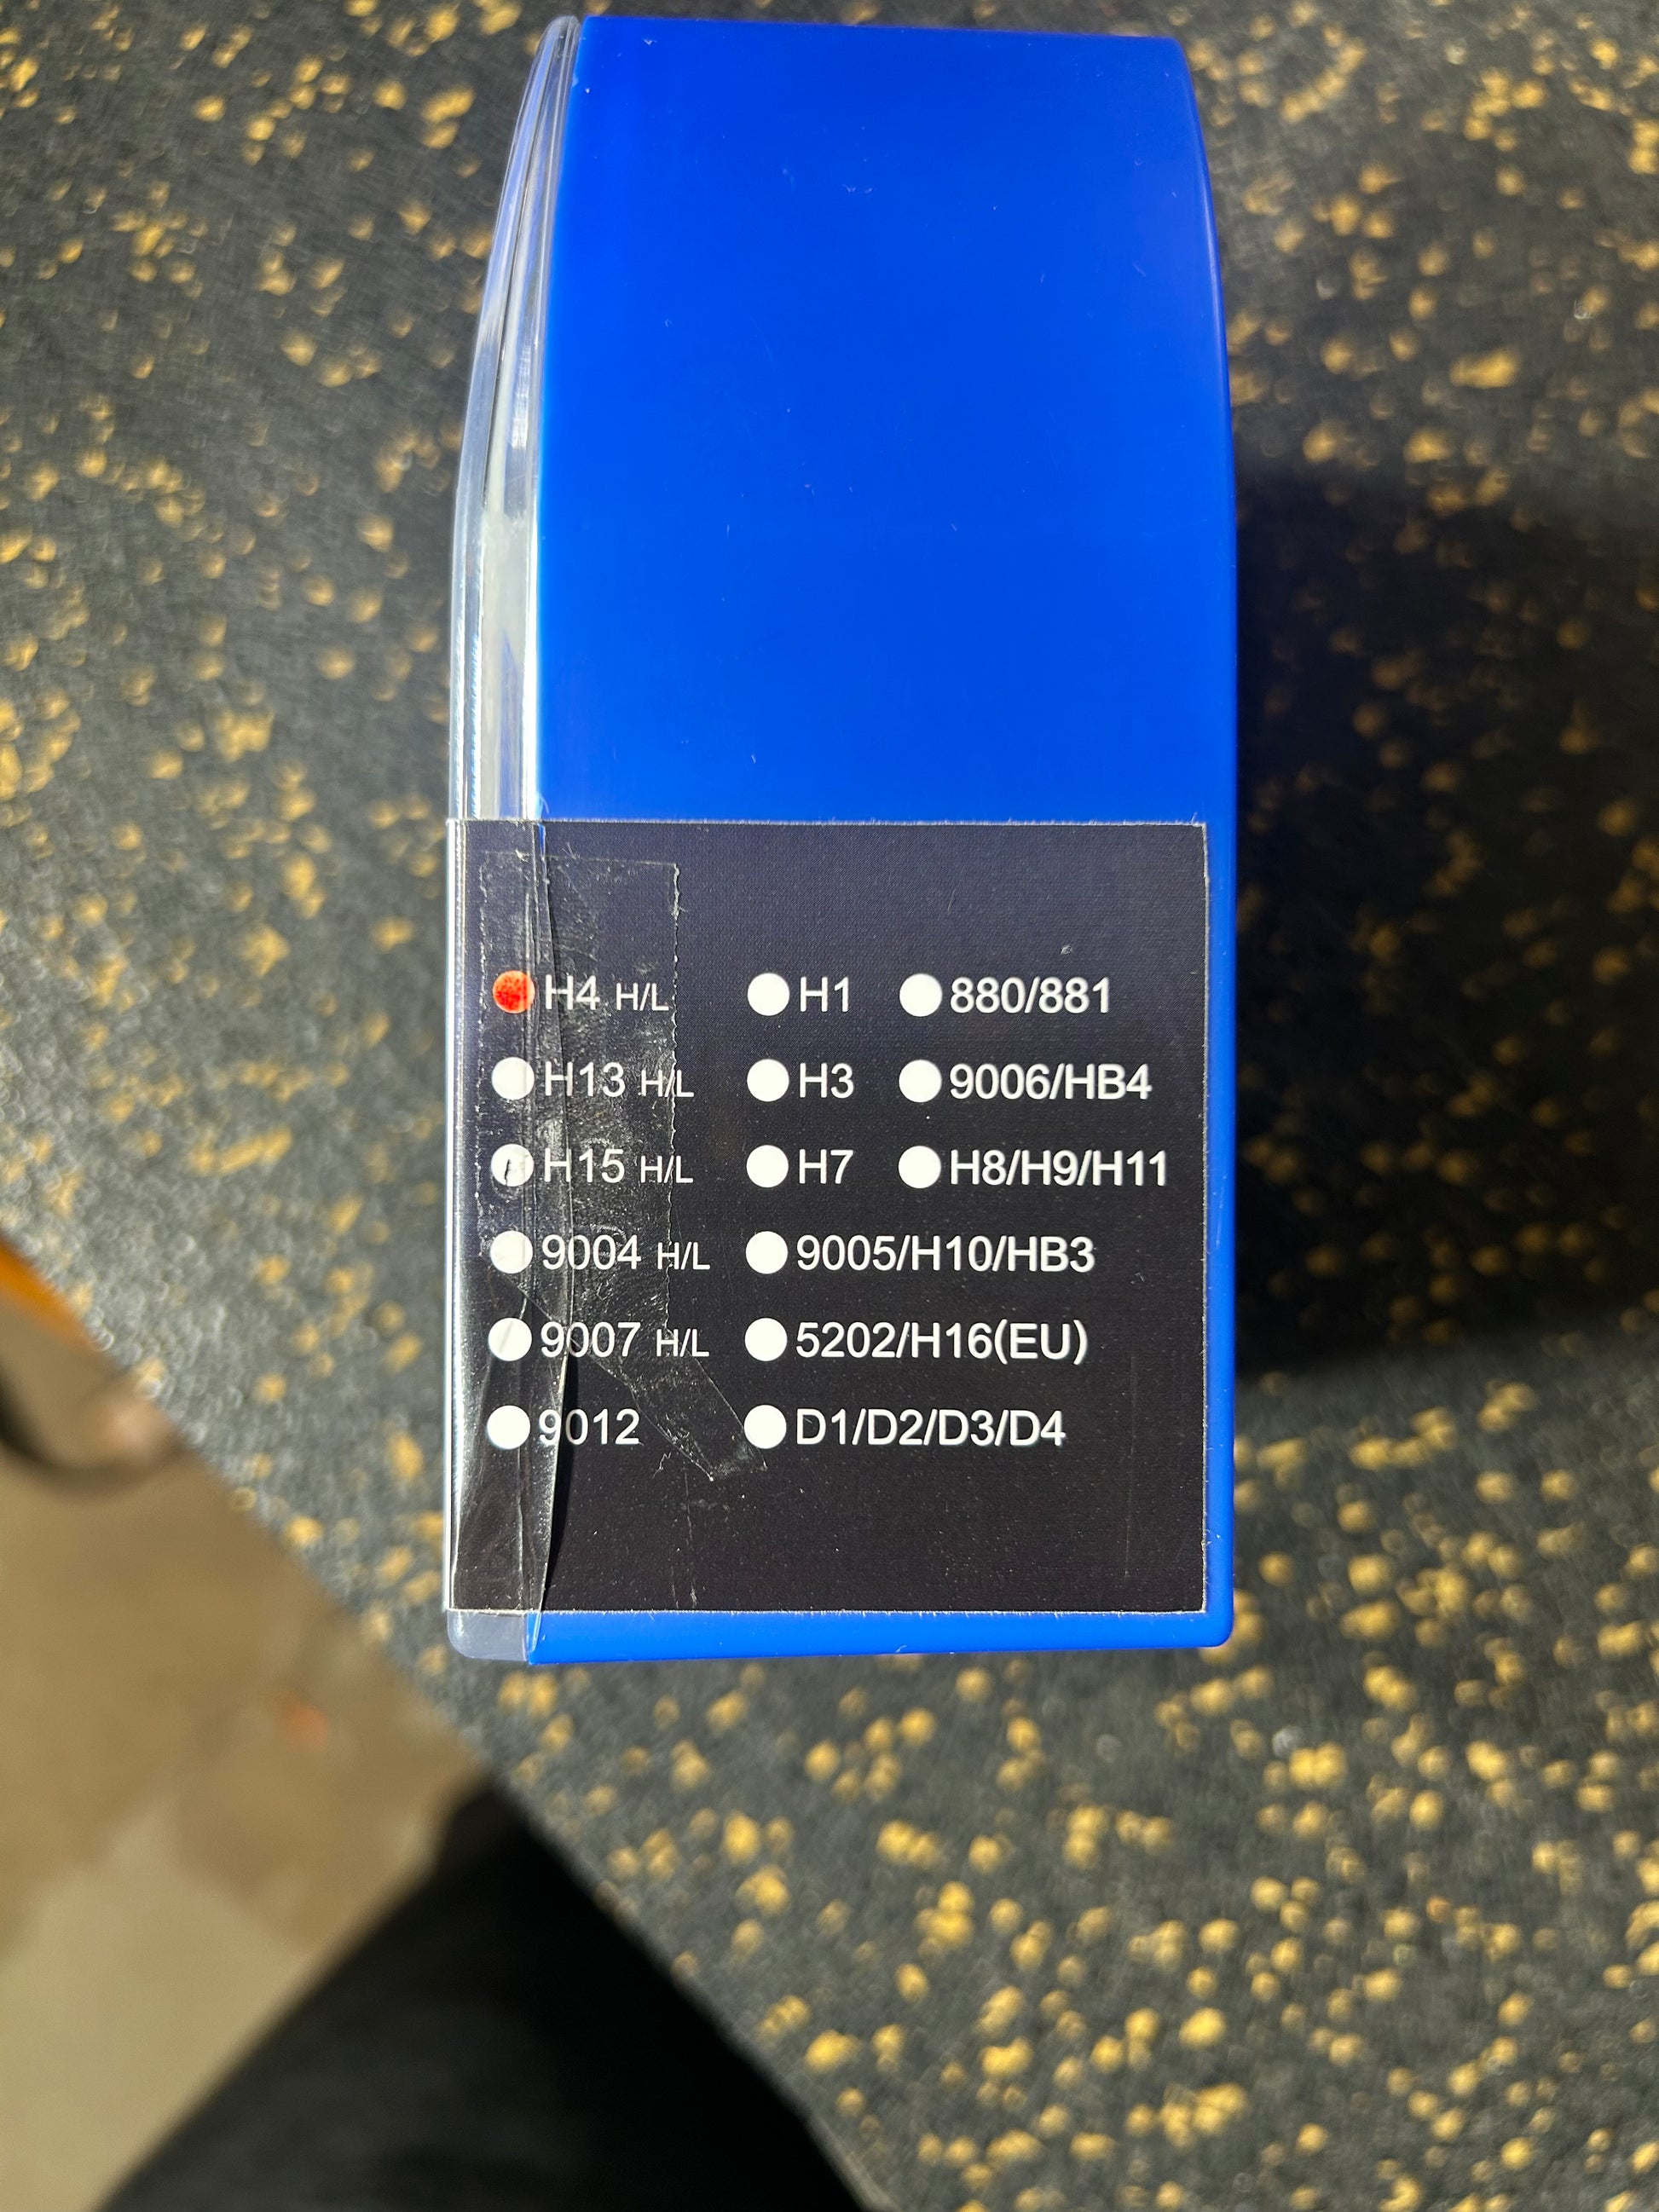 H4 H/L H1 880/881
H13 H/L H3 9006/HB4
H15 H/L H7 H8/H9/H11
9004 H/L 9005/H10/HB3
9007 H/L 5202/H16(EU)
9012 D1/D2/D3/D4